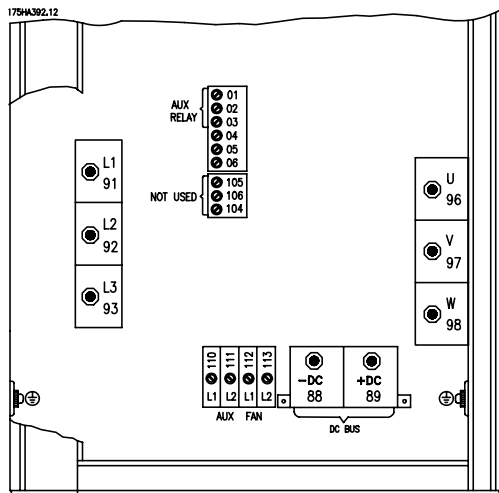 175HA392.12
01
AUX
RELAY
02
03
04
05
06
105
NOT USED
106
104
L1
91
L2
92
L3
93
U
96
V
97
W
98
110
111
112
113
L1
L2
L1
L2
AUX FAN
-DC
88
+DC
89
DC BUS